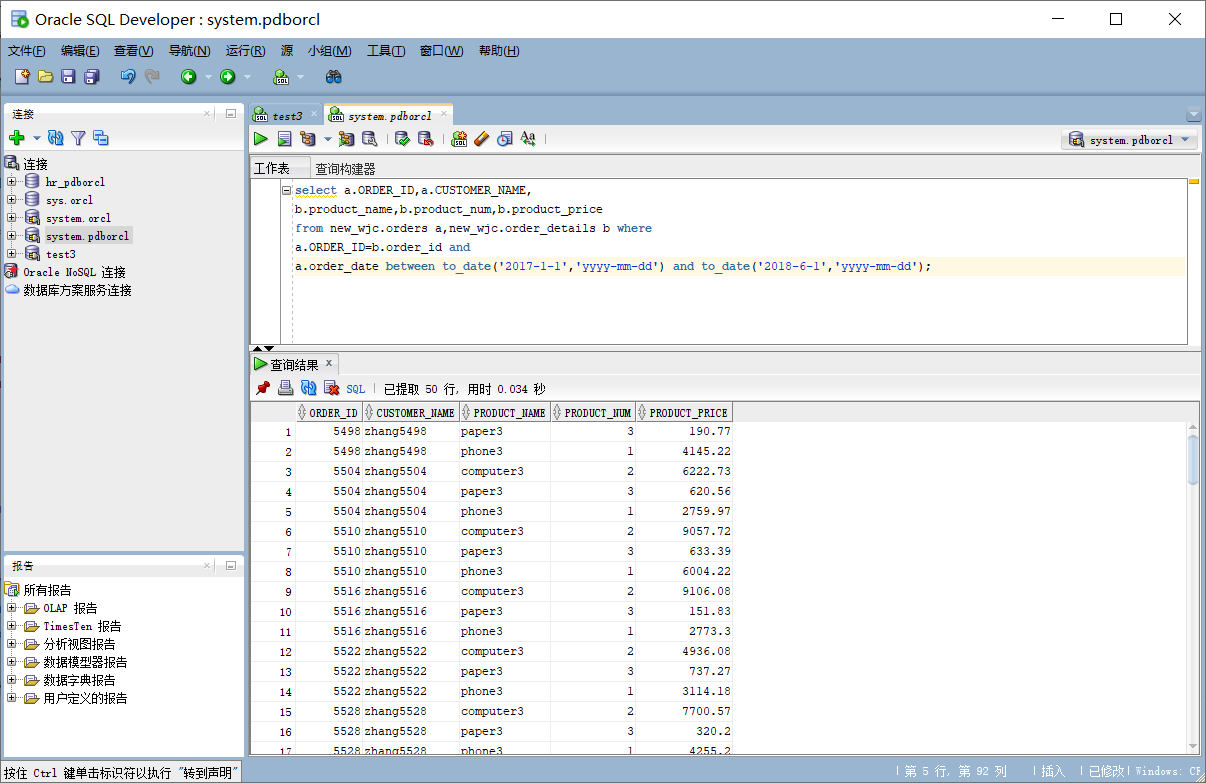 Oracle SQL Developer : system.pdborcl
文件(F) 编辑(E) 查看(V) 导航(N) 运行(R) 源 小组(M) 工具(T) 窗口(W) 帮助(H)
连接
连接
hr_pdborcl
sys.orcl
system.orcl
system.pdborcl
test3
Oracle NoSQL 连接
数据库方案服务连接
报告
所有报告
OLAP 报告
TimesTen 报告
分析视图报告
数据模型器报告
数据字典报告
用户定义的报告
test3 system.pdborcl
system.pdborcl
工作表 查询构建器
select a.ORDER_ID,a.CUSTOMER_NAME,
b.product_name,b.product_num,b.product_price
from new_wjc.orders a,new_wjc.order_details b where
a.ORDER_ID=b.order_id and
a.order_date between to_date('2017-1-1','yyyy-mm-dd') and to_date('2018-6-1','yyyy-mm-dd');
查询结果
SQL 已提取 50 行, 用时 0.034 秒
ORDER_ID CUSTOMER_NAME PRODUCT_NAME PRODUCT_NUM PRODUCT_PRICE
1 5498 zhang5498 paper3 3 190.77
2 5498 zhang5498 phone3 1 4145.22
3 5504 zhang5504 computer3 2 6222.73
4 5504 zhang5504 paper3 3 620.56
5 5504 zhang5504 phone3 1 2759.97
6 5510 zhang5510 computer3 2 9057.72
7 5510 zhang5510 paper3 3 633.39
8 5510 zhang5510 phone3 1 6004.22
9 5516 zhang5516 computer3 2 9106.08
10 5516 zhang5516 paper3 3 151.83
11 5516 zhang5516 phone3 1 2773.3
12 5522 zhang5522 computer3 2 4936.08
13 5522 zhang5522 paper3 3 737.27
14 5522 zhang5522 phone3 1 3114.18
15 5528 zhang5528 computer3 2 7700.57
16 5528 zhang5528 paper3 3 320.2
17 5528 zhang5528 phone3 1 4255.2
按住 Ctrl 键单击标识符以执行 "转到声明"
第 5 行, 第 92 列 插入 已修改 Windows: